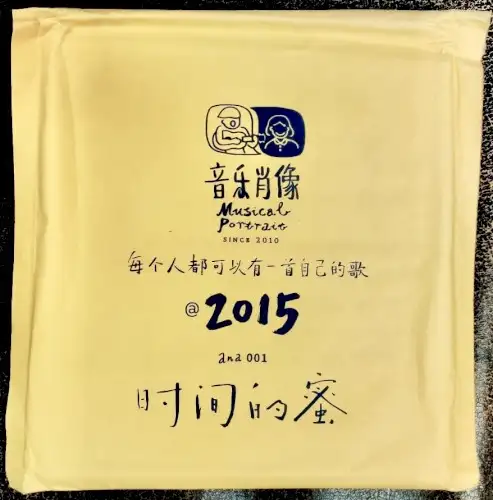 音乐肖像
Musical
Portrait
SINCE 2010
每个人都可以有一首自己的歌
@2015
ana 001
时间的蜜